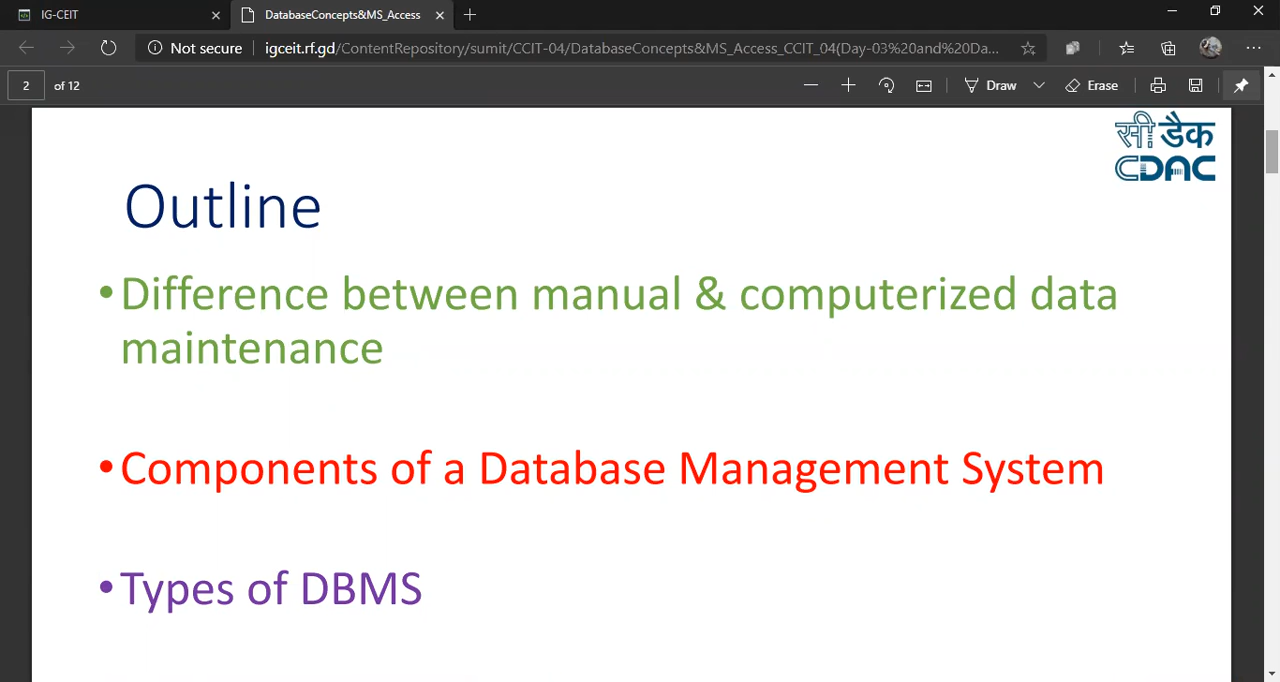 IG-CEIT
DatabaseConcepts&MS_Access
Not secure
igceit.rf.gd/ContentRepository/sumit/CCIT-04/DatabaseConcepts&MS_Access_CCIT_04(Day-03%20and%20Da...
2 of 12
Draw
Erase
सी डैक
CDAC
Outline
•Difference between manual & computerized data
maintenance
•Components of a Database Management System
•Types of DBMS